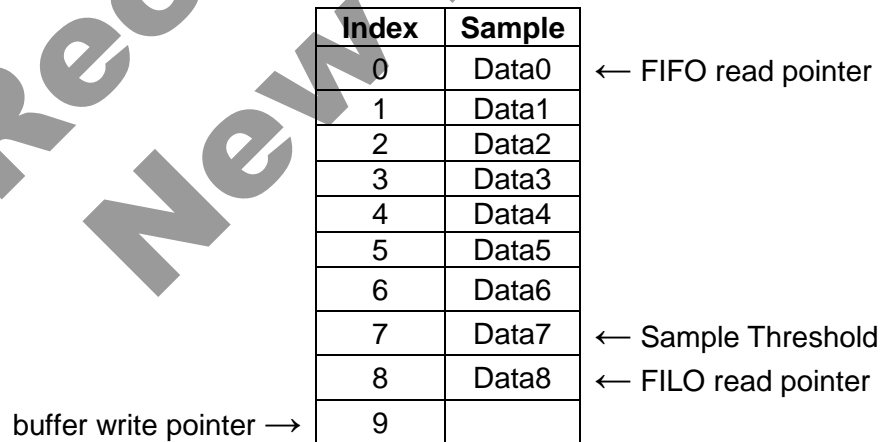 Index Sample
0 Data0 ← FIFO read pointer
1 Data1
2 Data2
3 Data3
4 Data4
5 Data5
6 Data6
7 Data7 ← Sample Threshold
8 Data8 ← FILO read pointer
buffer write pointer → 9
New